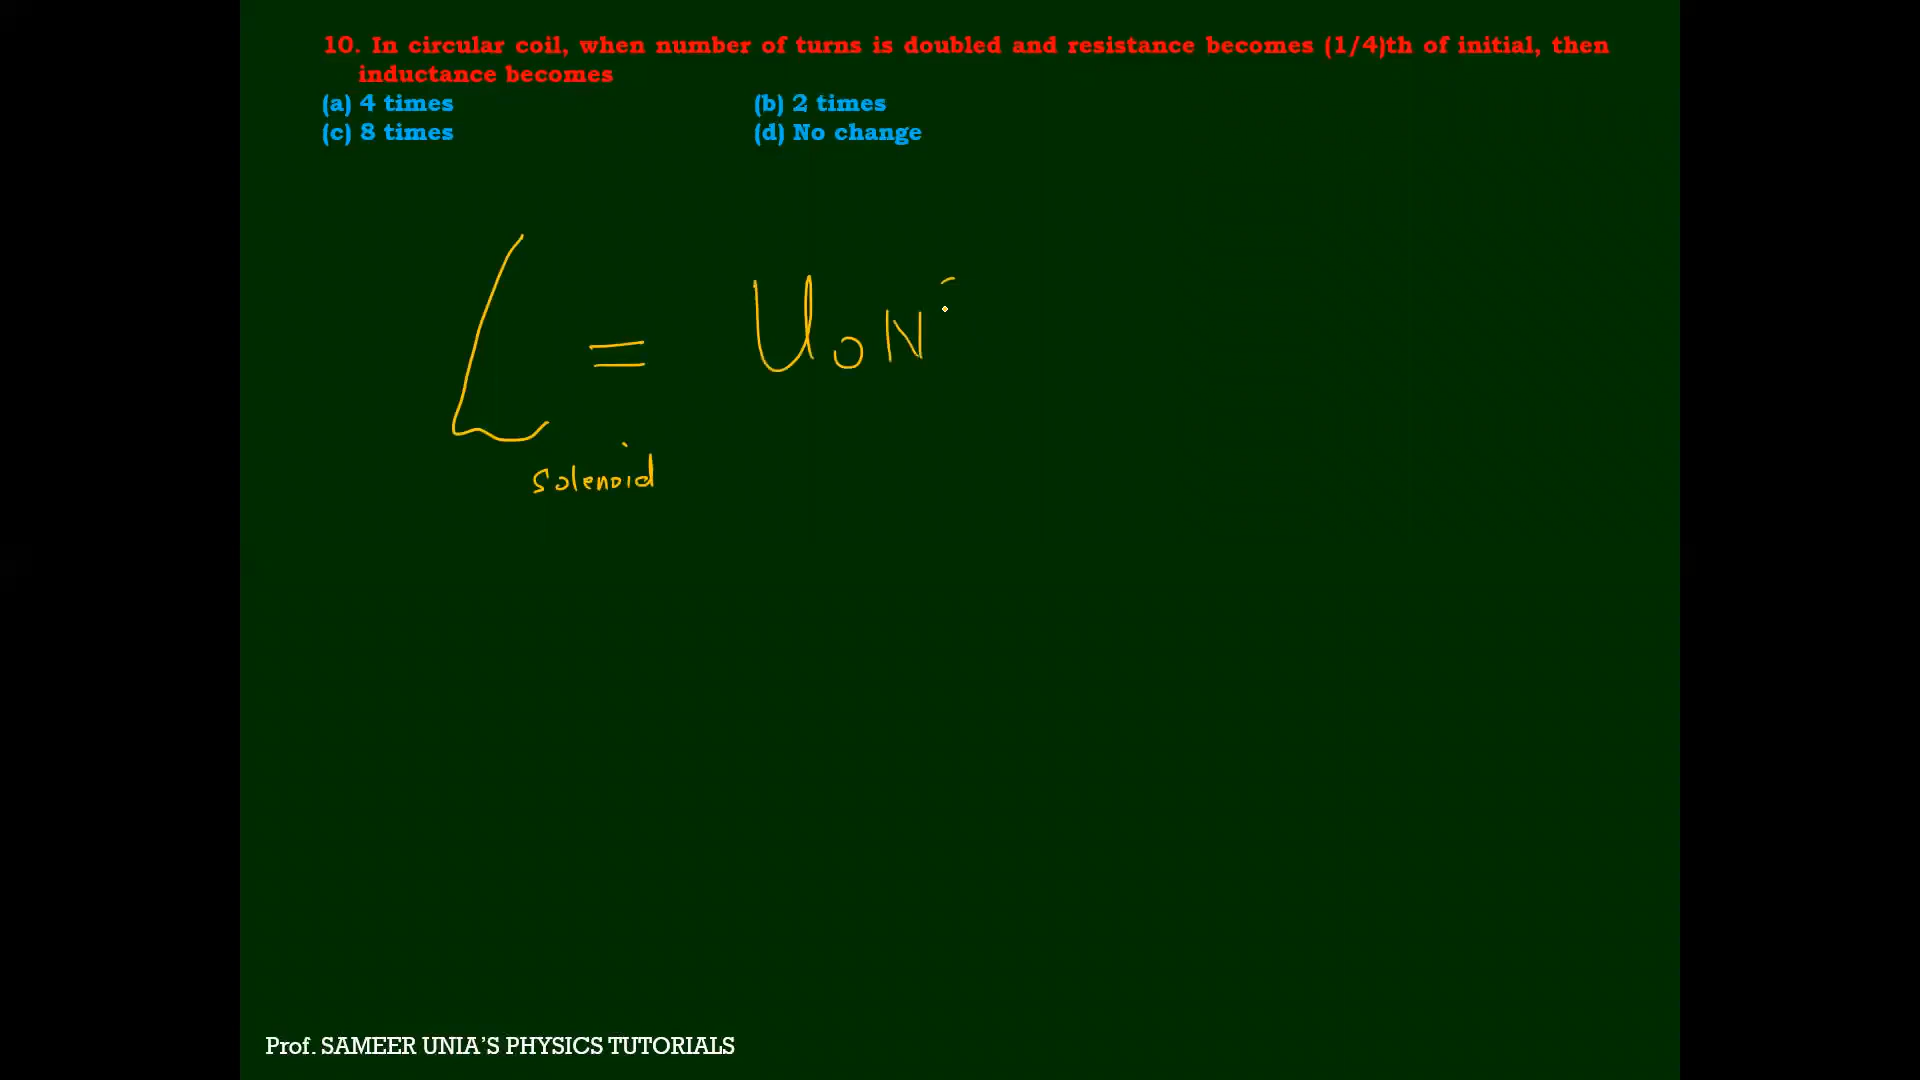 10. In circular coil, when number of turns is doubled and resistance becomes (1/4)th of initial, then
inductance becomes
(a) 4 times (b) 2 times
(c) 8 times (d) No change
L = U₀N
solenoid
Prof. SAMEER UNIA'S PHYSICS TUTORIALS